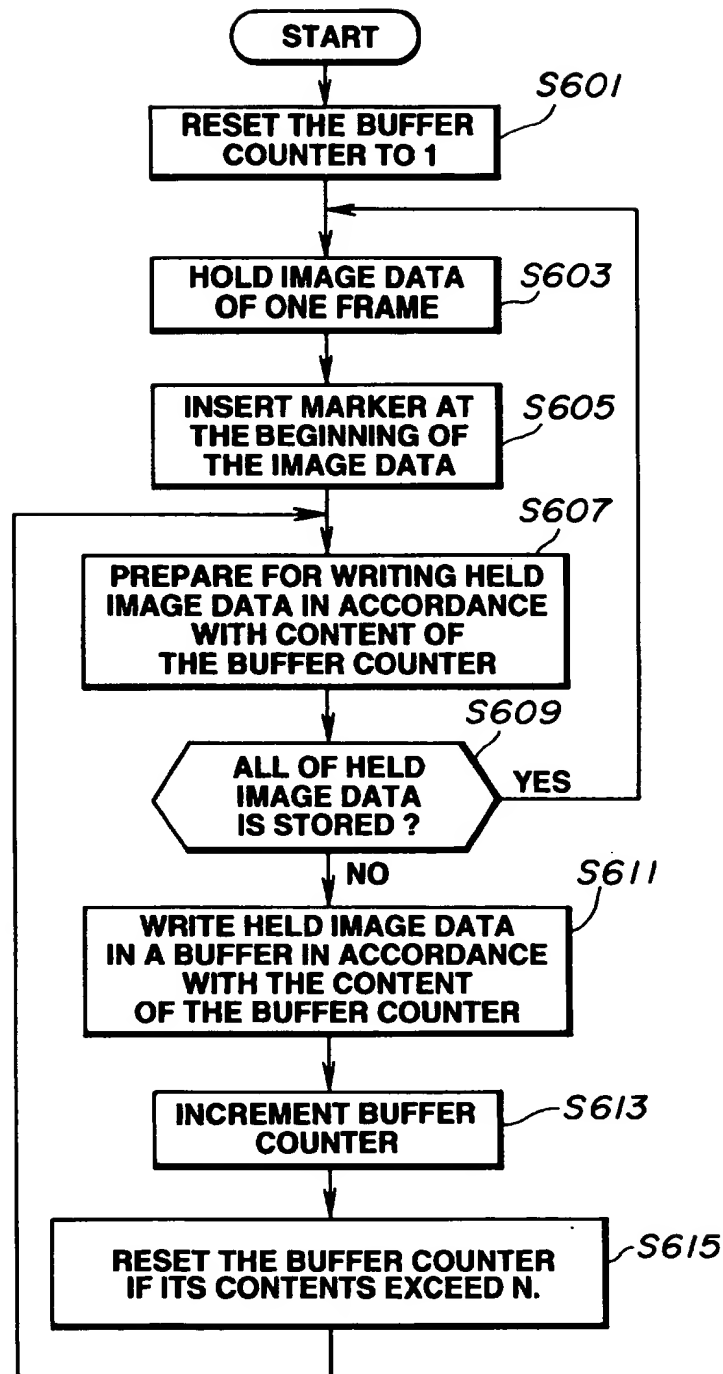 START
S601
RESET THE BUFFER
COUNTER TO 1
HOLD IMAGE DATA
OF ONE FRAME
S603
INSERT MARKER AT
THE BEGINNING OF
THE IMAGE DATA
S605
S607
PREPARE FOR WRITING HELD
IMAGE DATA IN ACCORDANCE
WITH CONTENT OF
THE BUFFER COUNTER
S609
ALL OF HELD
IMAGE DATA
IS STORED ?
YES
NO
S611
WRITE HELD IMAGE DATA
IN A BUFFER IN ACCORDANCE
WITH THE CONTENT
OF THE BUFFER COUNTER
INCREMENT BUFFER
COUNTER
S613
RESET THE BUFFER COUNTER
IF ITS CONTENTS EXCEED N.
S615